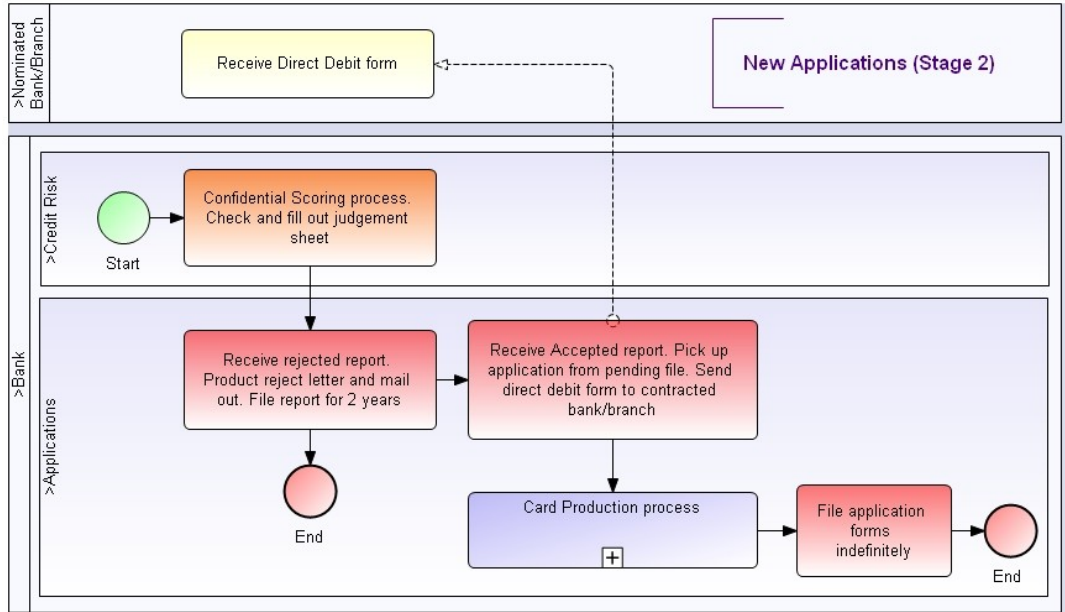 >Nominated
Bank/Branch
Receive Direct Debit form
New Applications (Stage 2)
>Bank
>Credit Risk
Start
Confidential Scoring process.
Check and fill out judgement
sheet
>Applications
Receive rejected report.
Product reject letter and mail
out. File report for 2 years
Receive Accepted report. Pick up
application from pending file. Send
direct debit form to contracted
bank/branch
End
Card Production process
File application
forms
indefinitely
End